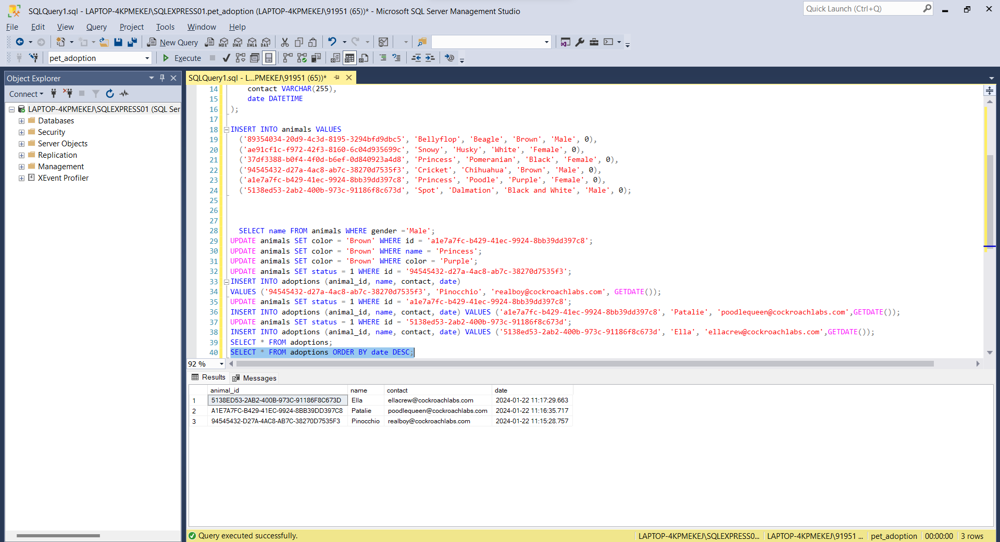 SQLQuery1.sql - LAPTOP-4KPMEKEJ\SQLEXPRESS01.pet_adoption (LAPTOP-4KPMEKEJ\91951 (65))* - Microsoft SQL Server Management Studio
Quick Launch (Ctrl+Q)
File Edit View Query Project Tools Window Help
New Query MDX DMX XMLA DAX
pet_adoption Execute
Object Explorer
SQLQuery1.sql - L...PMEKEJ\91951 (65))*
Connect
LAPTOP-4KPMEKEJ\SQLEXPRESS01 (SQL Ser
Databases
Security
Server Objects
Replication
Management
XEvent Profiler
14 contact VARCHAR(255),
15 date DATETIME
16 );
17
18 INSERT INTO animals VALUES
19 ('89354034-20d9-4c3d-8195-3294bfd9dbc5', 'Bellyflop', 'Beagle', 'Brown', 'Male', 0),
20 ('ae91cf1c-f972-42f3-8160-6c04d935699c', 'Snowy', 'Husky', 'White', 'Female', 0),
21 ('37df3388-b0f4-4f0d-b6ef-0d840923a4d8', 'Princess', 'Pomeranian', 'Black', 'Female', 0),
22 ('94545432-d27a-4ac8-ab7c-38270d7535f3', 'Cricket', 'Chihuahua', 'Brown', 'Male', 0),
23 ('a1e7a7fc-b429-41ec-9924-8bb39dd397c8', 'Princess', 'Poodle', 'Purple', 'Female', 0),
24 ('5138ed53-2ab2-400b-973c-91186f8c673d', 'Spot', 'Dalmation', 'Black and White', 'Male', 0);
25
26
27
28 SELECT name FROM animals WHERE gender ='Male';
29 UPDATE animals SET color = 'Brown' WHERE id = 'a1e7a7fc-b429-41ec-9924-8bb39dd397c8';
30 UPDATE animals SET color = 'Brown' WHERE name = 'Princess';
31 UPDATE animals SET color = 'Brown' WHERE color = 'Purple';
32 UPDATE animals SET status = 1 WHERE id = '94545432-d27a-4ac8-ab7c-38270d7535f3';
33 INSERT INTO adoptions (animal_id, name, contact, date)
34 VALUES ('94545432-d27a-4ac8-ab7c-38270d7535f3', 'Pinocchio', 'realboy@cockroachlabs.com', GETDATE());
35 UPDATE animals SET status = 1 WHERE id = 'a1e7a7fc-b429-41ec-9924-8bb39dd397c8';
36 INSERT INTO adoptions (animal_id, name, contact, date) VALUES ('a1e7a7fc-b429-41ec-9924-8bb39dd397c8', 'Patalie', 'poodlequeen@cockroachlabs.com',GETDATE());
37 UPDATE animals SET status = 1 WHERE id = '5138ed53-2ab2-400b-973c-91186f8c673d';
38 INSERT INTO adoptions (animal_id, name, contact, date) VALUES ('5138ed53-2ab2-400b-973c-91186f8c673d', 'Ella', 'ellacrew@cockroachlabs.com',GETDATE());
39 SELECT * FROM adoptions;
40 SELECT * FROM adoptions ORDER BY date DESC;
92 %
Results Messages
animal_id name contact date
1 5138ED53-2AB2-400B-973C-91186F8C673D Ella ellacrew@cockroachlabs.com 2024-01-22 11:17:29.663
2 A1E7A7FC-B429-41EC-9924-8BB39DD397C8 Patalie poodlequeen@cockroachlabs.com 2024-01-22 11:16:35.717
3 94545432-D27A-4AC8-AB7C-38270D7535F3 Pinocchio realboy@cockroachlabs.com 2024-01-22 11:15:28.757
Query executed successfully. LAPTOP-4KPMEKEJ\SQLEXPRESS0... LAPTOP-4KPMEKEJ\91951 ... pet_adoption 00:00:00 3 rows